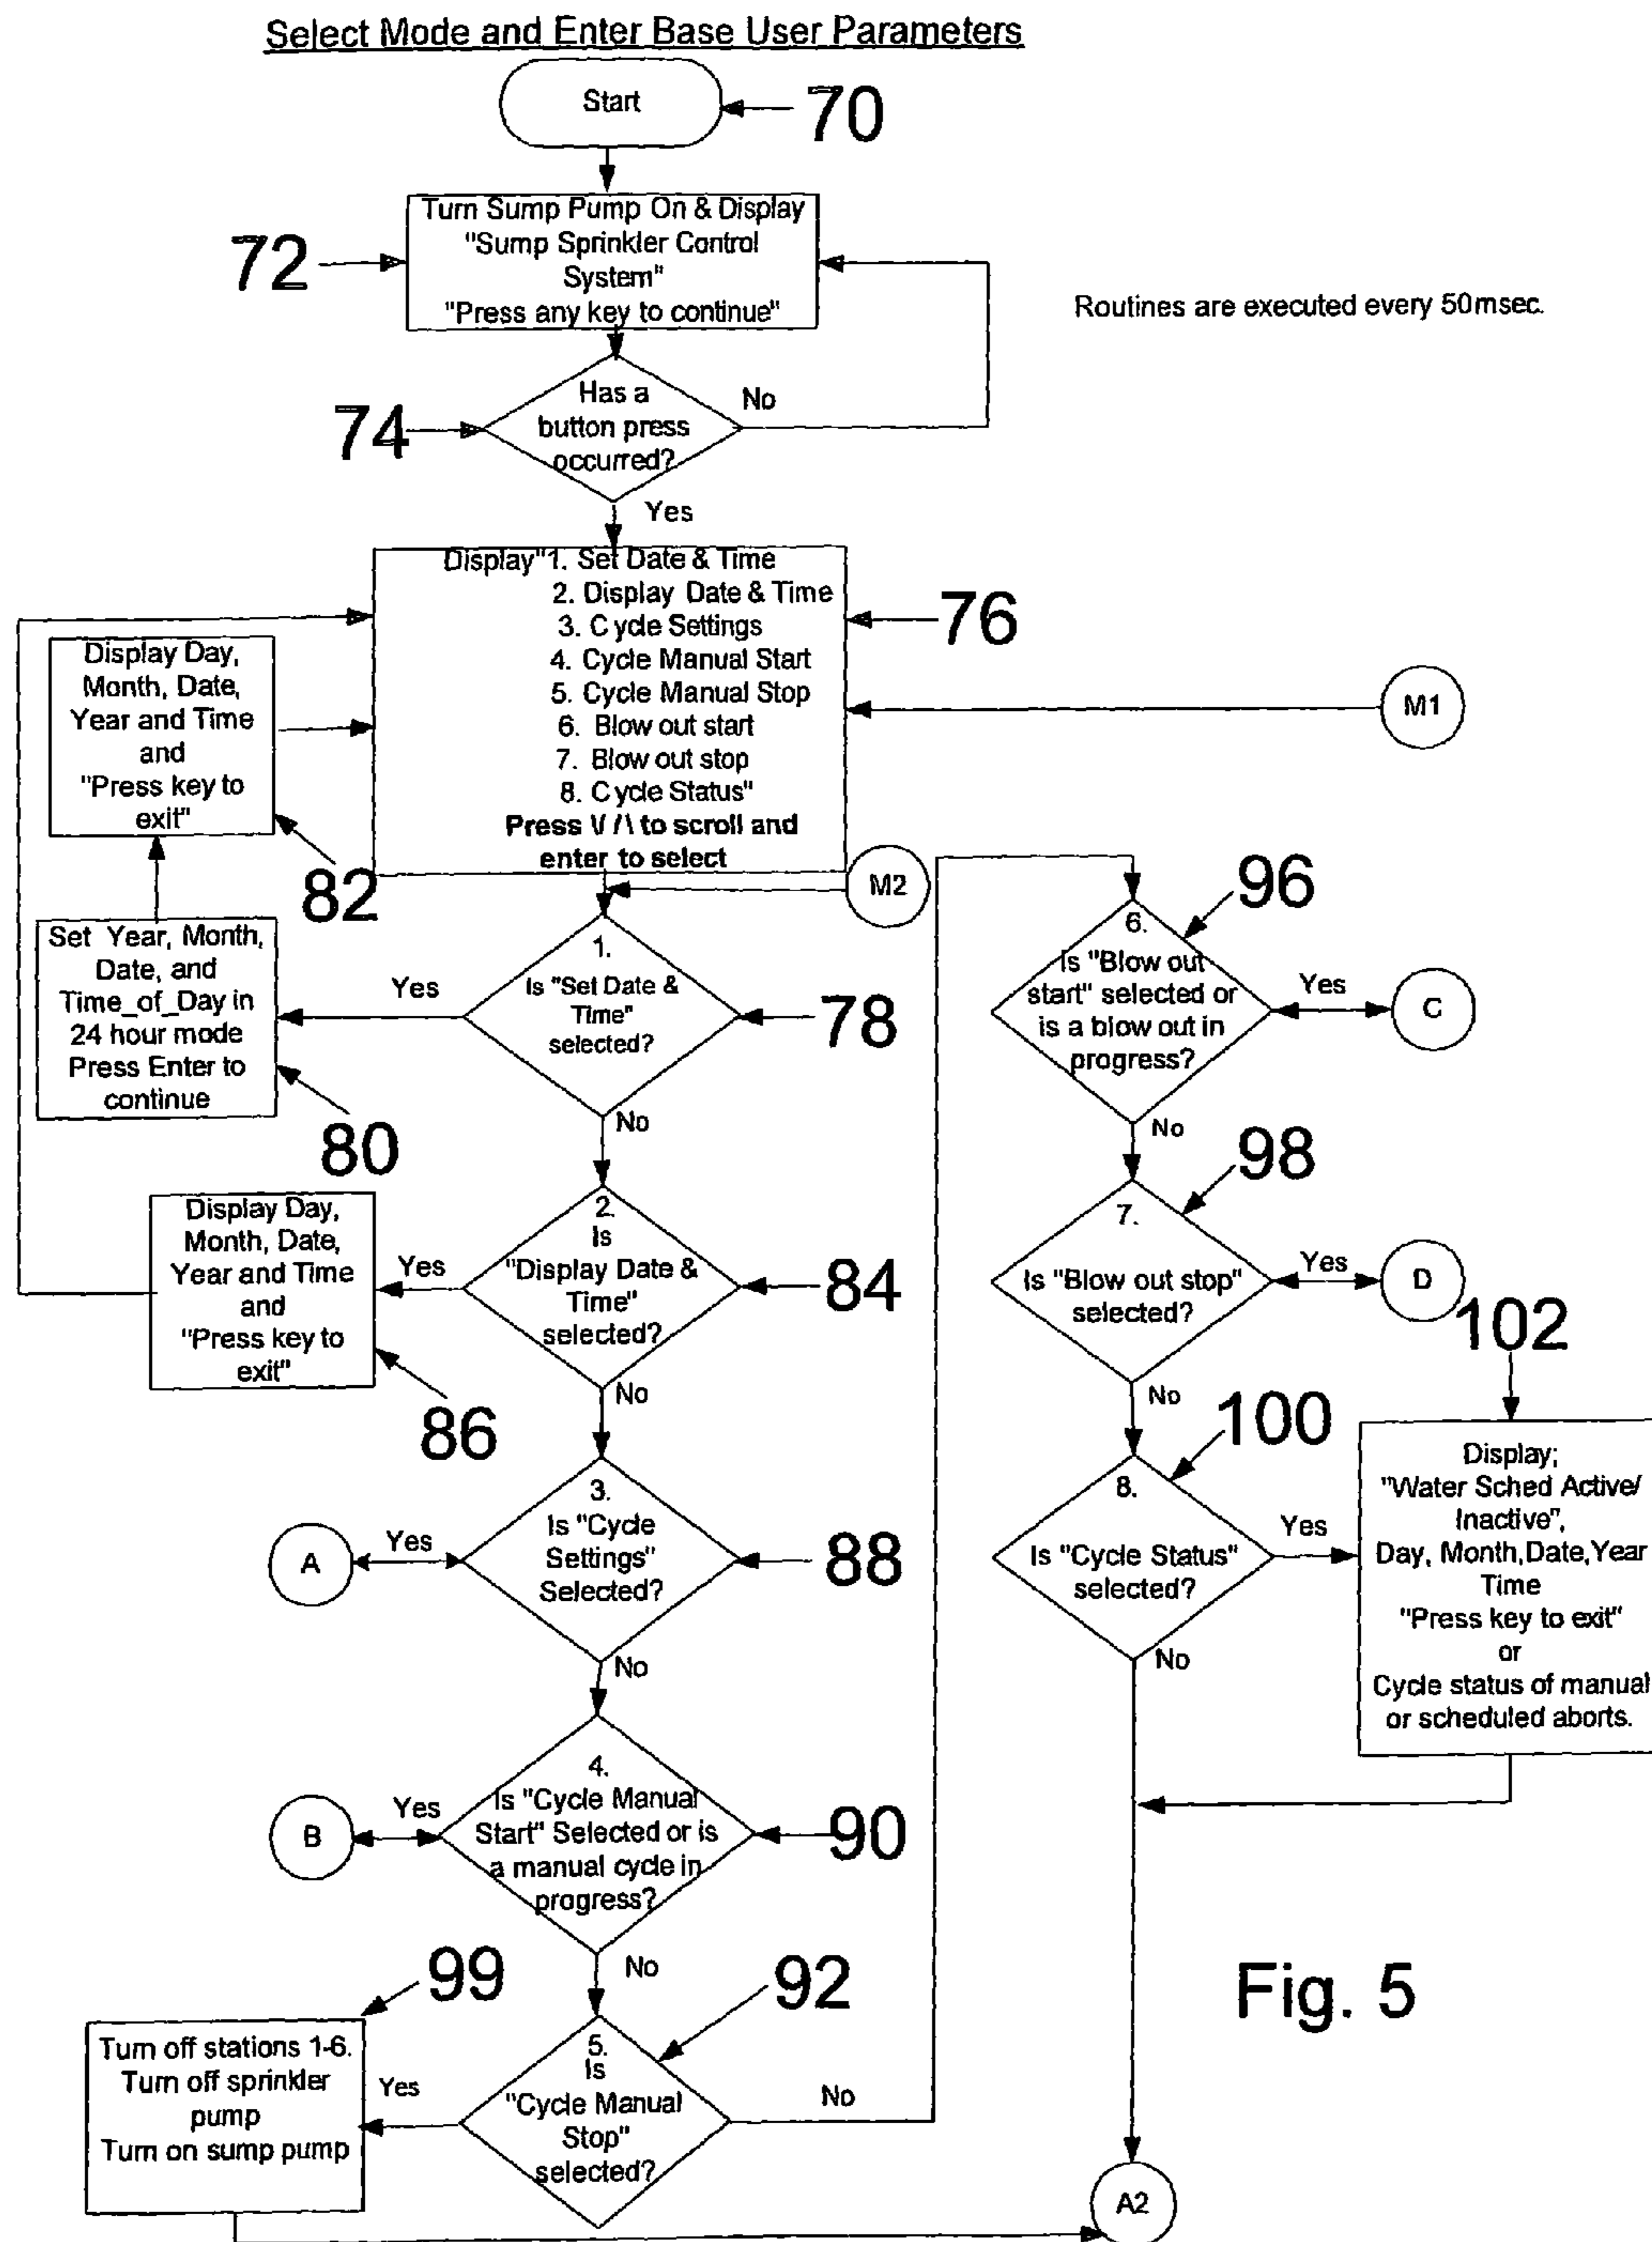 Select Mode and Enter Base User Parameters
Start
70
Turn Sump Pump On & Display
"Sump Sprinkler Control
System"
"Press any key to continue"
72
Routines are executed every 50msec.
Has a
button press
occurred?
No
74
Yes
Display"1. Set Date & Time
2. Display Date & Time
3. Cycle Settings
4. Cycle Manual Start
5. Cycle Manual Stop
6. Blow out start
7. Blow out stop
8. Cycle Status"
Press \/ /\ to scroll and
enter to select
76
M1
M2
Display Day,
Month, Date,
Year and Time
and
"Press key to
exit"
82
Set Year, Month,
Date, and
Time_of_Day in
24 hour mode
Press Enter to
continue
80
Yes
1.
Is "Set Date &
Time"
selected?
78
No
Display Day,
Month, Date,
Year and Time
and
"Press key to
exit"
86
Yes
2.
Is
"Display Date &
Time"
selected?
84
No
A
Yes
3.
Is "Cycle
Settings"
Selected?
88
No
B
Yes
4.
Is "Cycle Manual
Start" Selected or is
a manual cycle in
progress?
90
No
99
Turn off stations 1-6.
Turn off sprinkler
pump
Turn on sump pump
Yes
5.
Is
"Cycle Manual
Stop"
selected?
92
No
6.
Is "Blow out
start" selected or
is a blow out in
progress?
96
Yes
C
No
7.
Is "Blow out stop"
selected?
98
Yes
D
No
8.
Is "Cycle Status"
selected?
100
Yes
102
Display;
"Water Sched Active/
Inactive",
Day, Month,Date,Year
Time
"Press key to exit"
or
Cycle status of manual
or scheduled aborts.
No
A2
Fig. 5